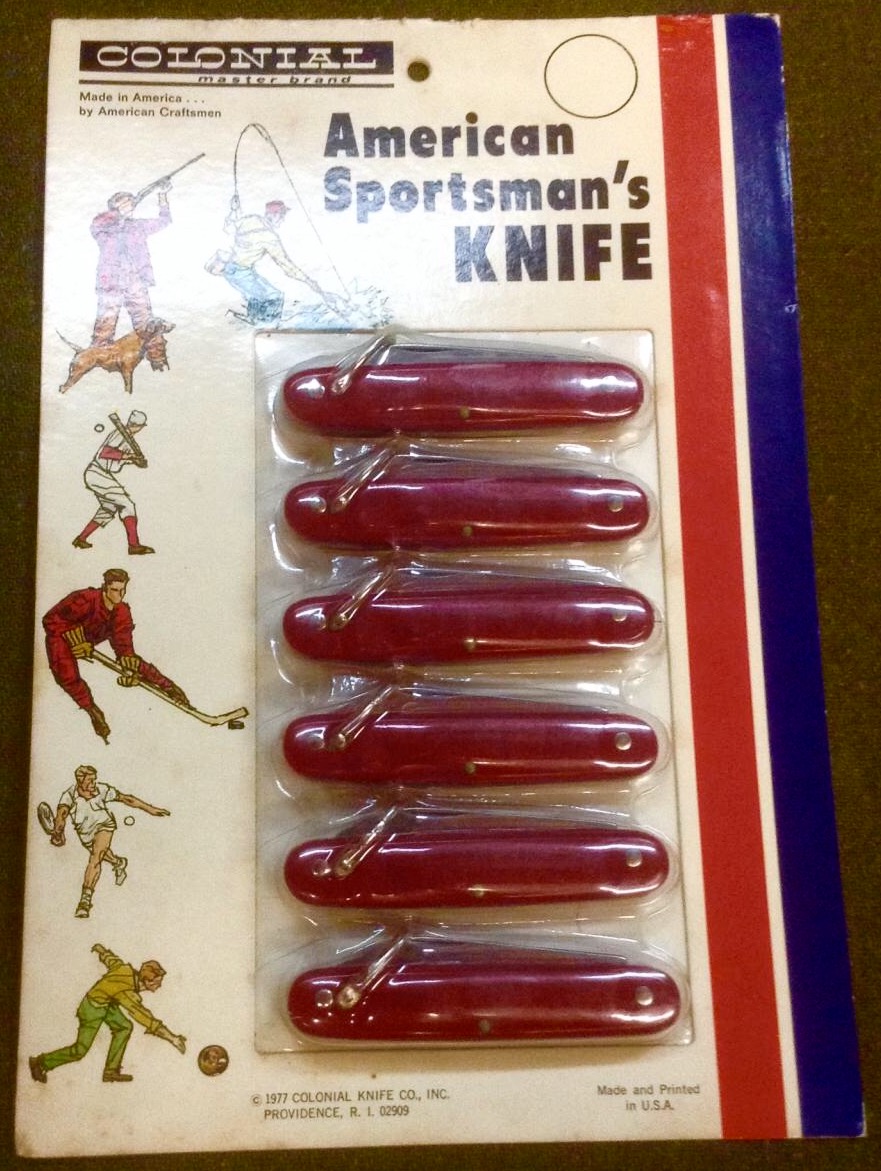 COLONIAL
master brand
Made in America . . .
by American Craftsmen
American
Sportsman's
KNIFE
© 1977 COLONIAL KNIFE CO., INC.
PROVIDENCE, R. I. 02909
Made and Printed
in U.S.A.